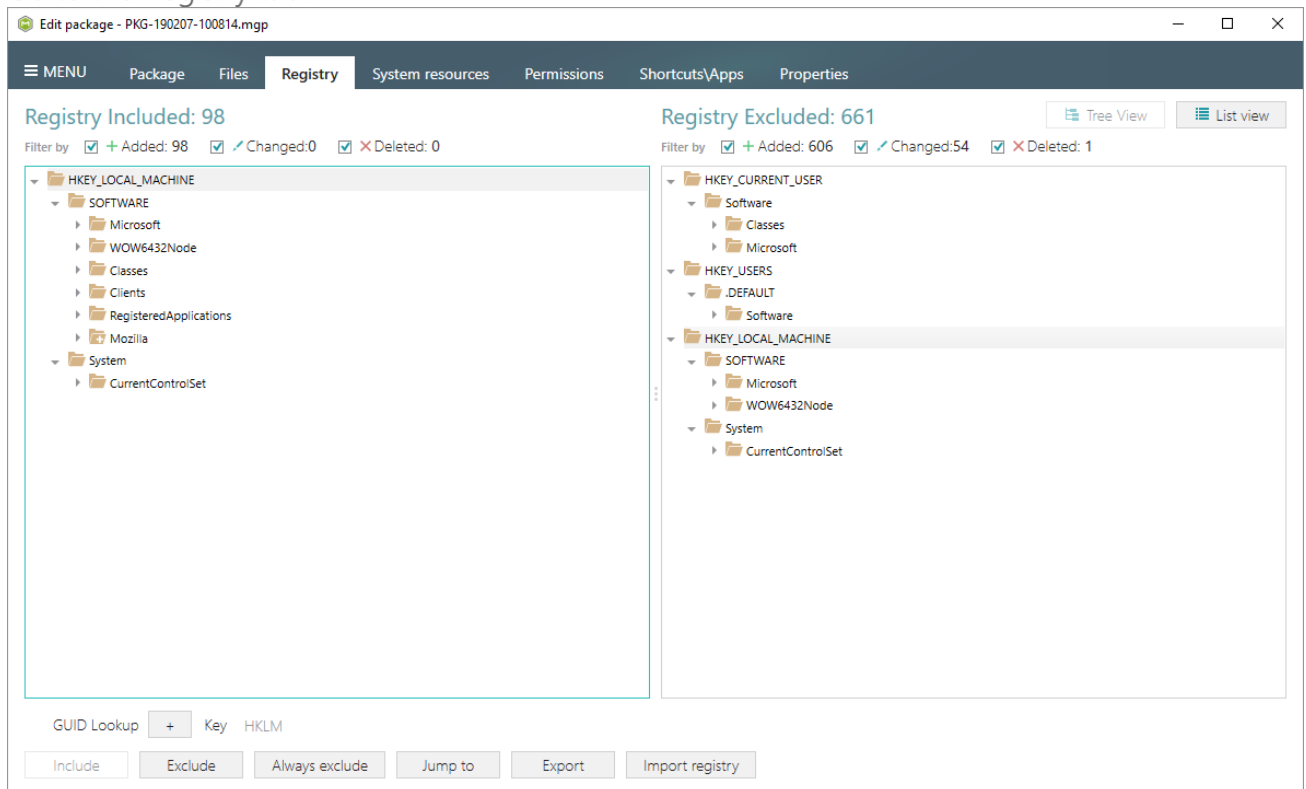 Edit package - PKG-190207-100814.mgp
MENU Package Files Registry System resources Permissions Shortcuts\Apps Properties
Registry Included: 98
Filter by Added: 98 Changed:0 Deleted: 0
HKEY_LOCAL_MACHINE
SOFTWARE
Microsoft
WOW6432Node
Classes
Clients
RegisteredApplications
Mozilla
System
CurrentControlSet
Registry Excluded: 661
Tree View List view
Filter by Added: 606 Changed:54 Deleted: 1
HKEY_CURRENT_USER
Software
Classes
Microsoft
HKEY_USERS
.DEFAULT
Software
HKEY_LOCAL_MACHINE
SOFTWARE
Microsoft
WOW6432Node
System
CurrentControlSet
GUID Lookup + Key HKLM
Include Exclude Always exclude Jump to Export Import registry